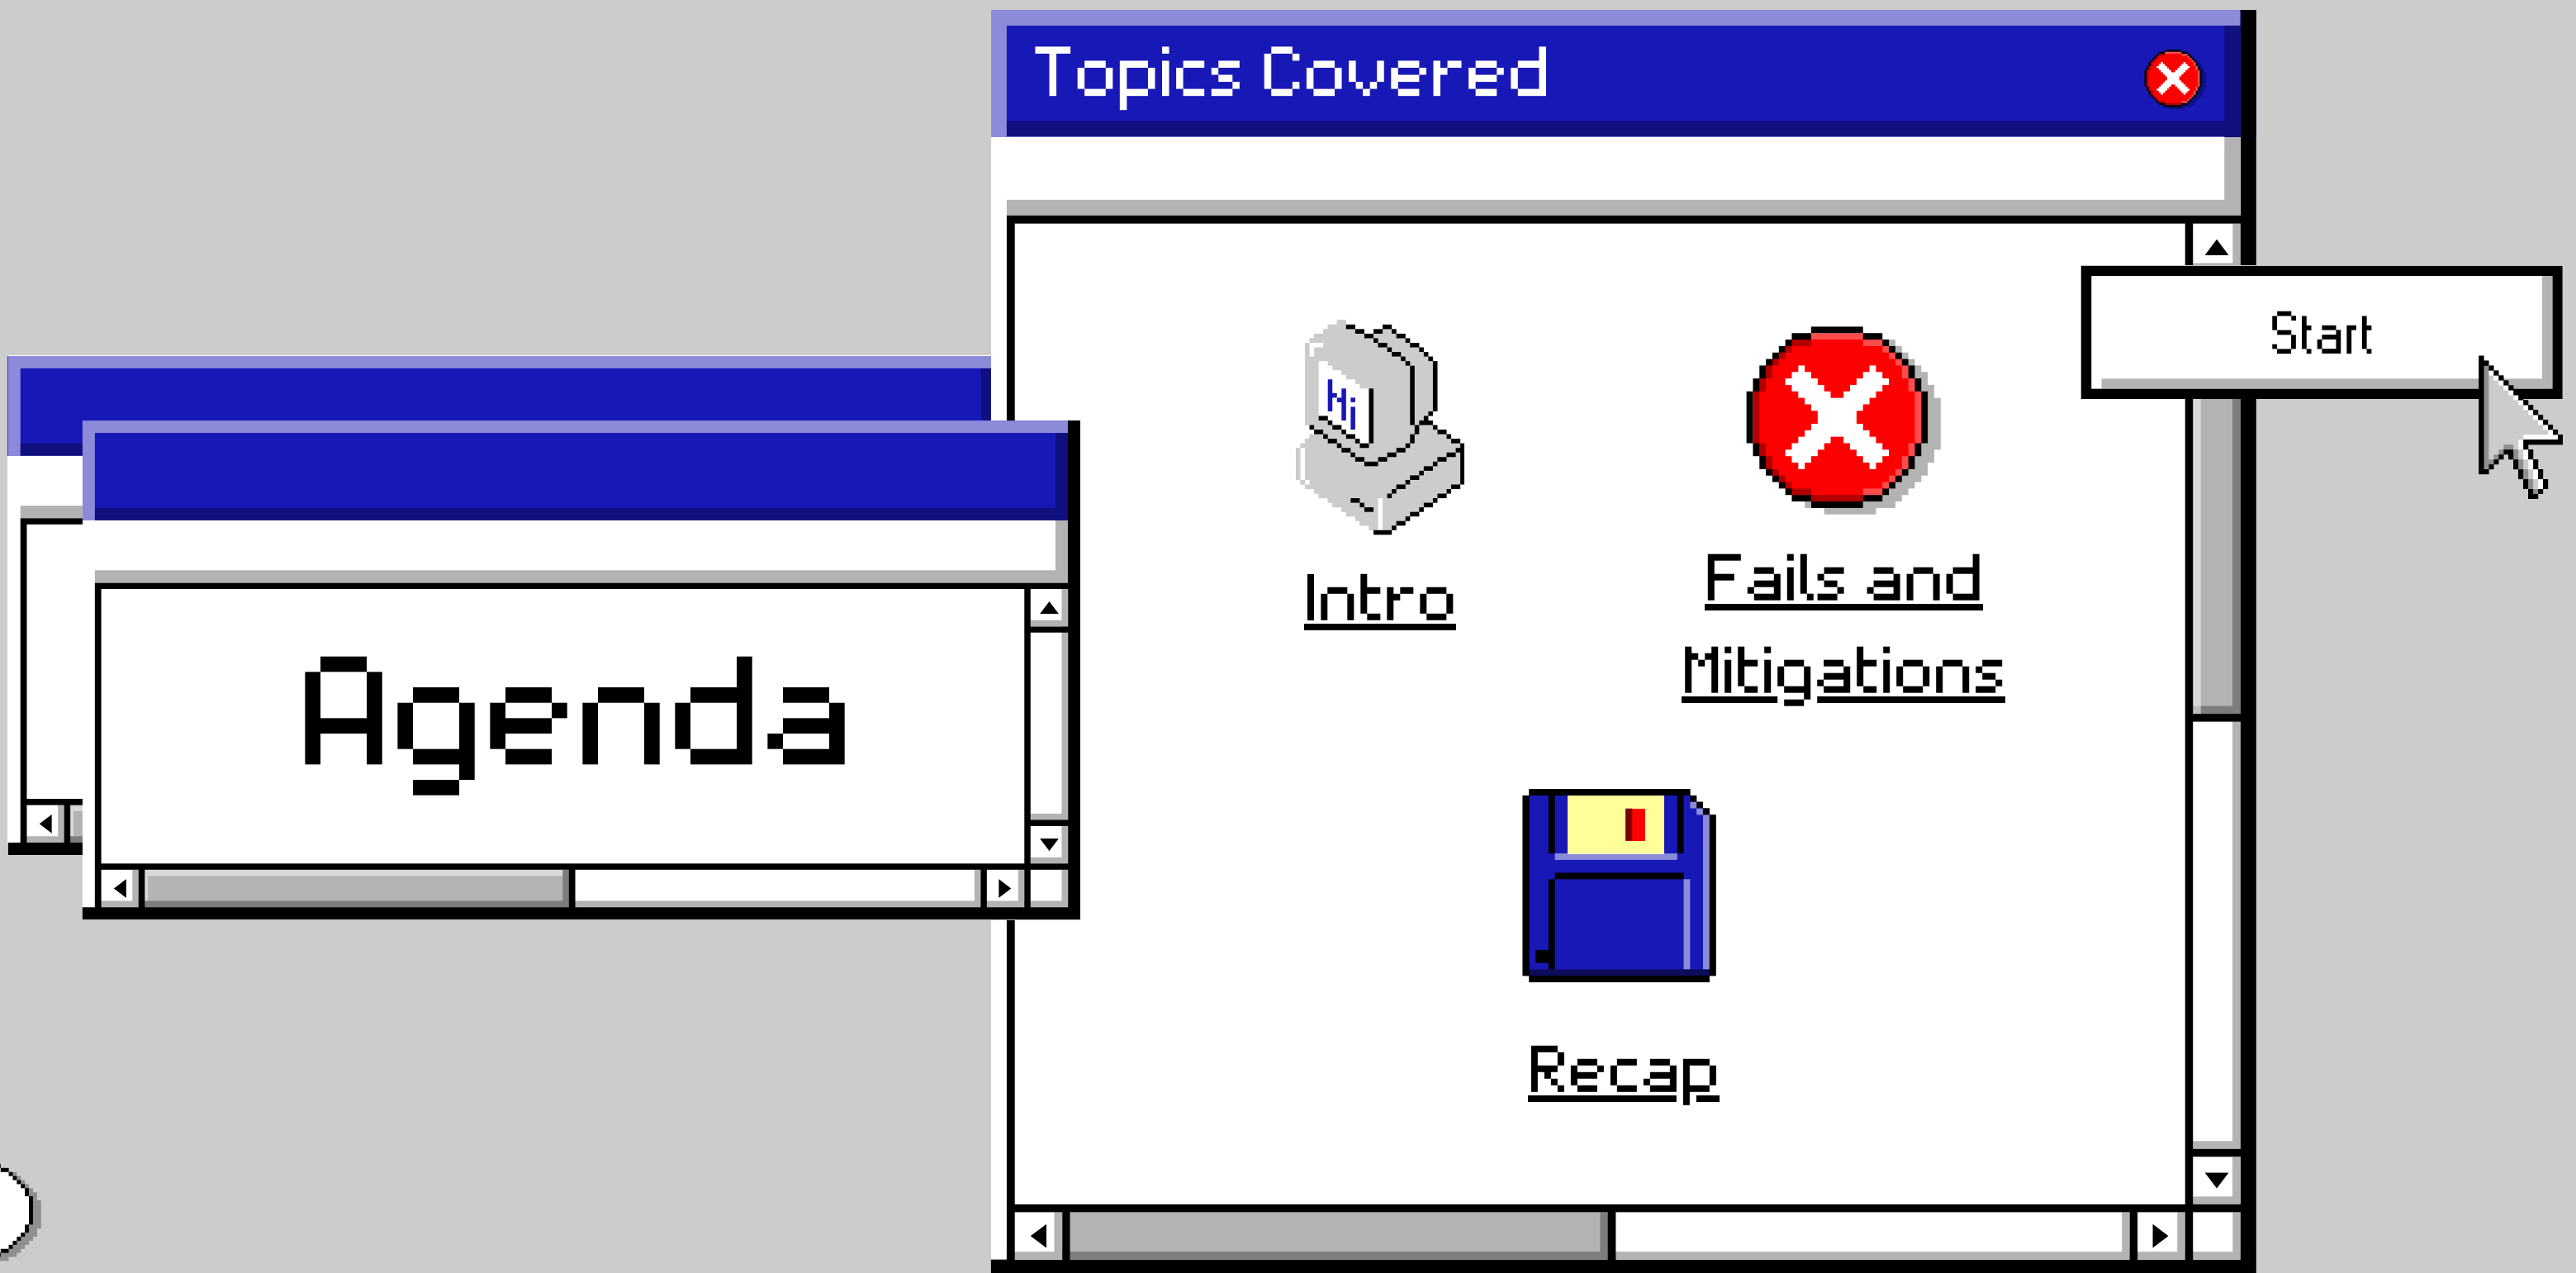 Topics Covered
Start
Hi
Intro
Fails and
Mitigations
Agenda
Recap